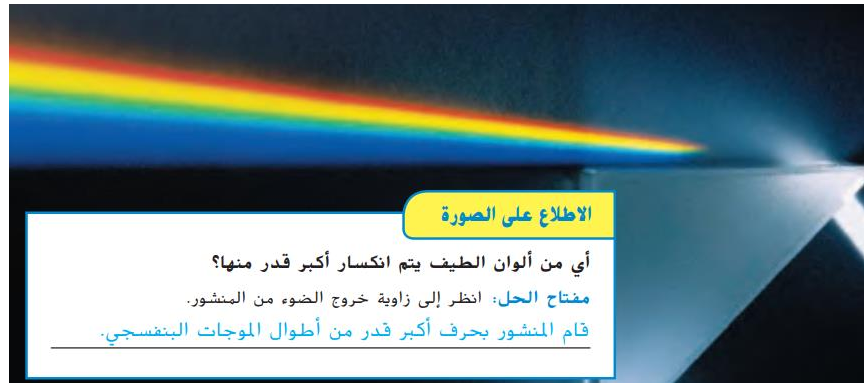 الاطلاع على الصورة
أي من ألوان الطيف يتم انكسار أكبر قدر منها؟
مفتاح الحل: انظر إلى زاوية خروج الضوء من المنشور.
قام المنشور بحرف أكبر قدر من أطوال الموجات البنفسجي.